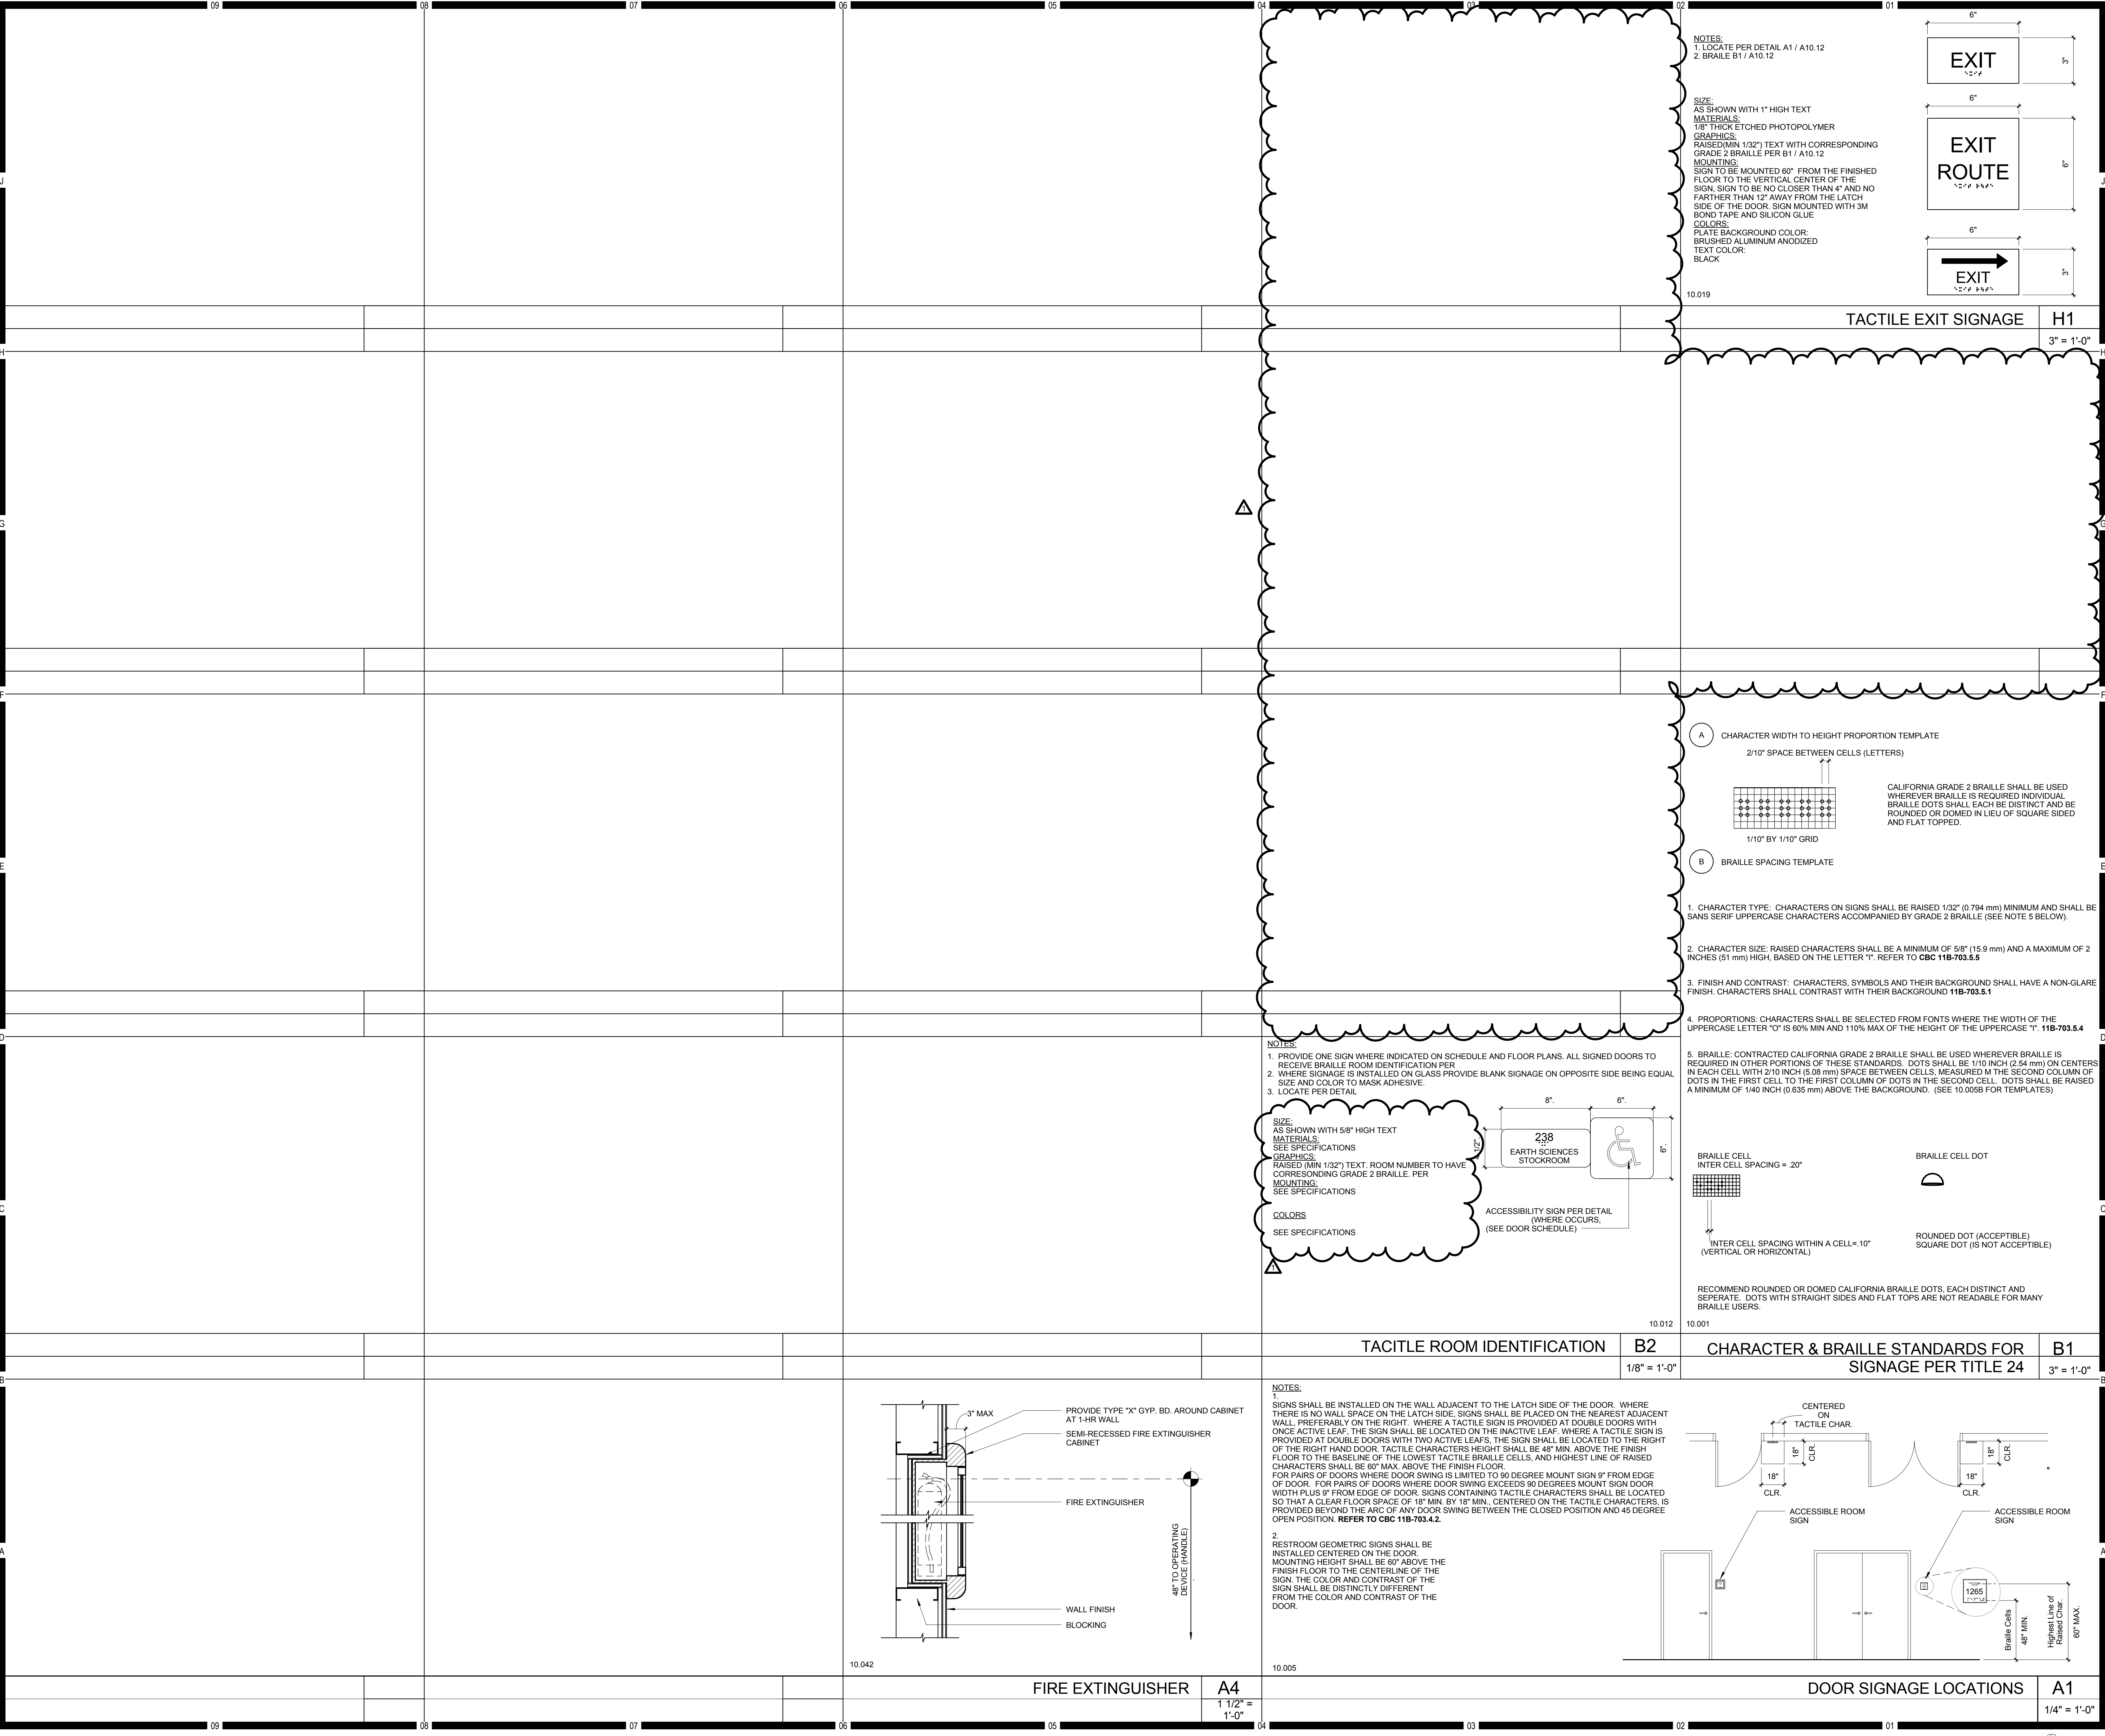 09
08
07
06
05
04
03
02
01
NOTES:
1. LOCATE PER DETAIL A1 / A10.12
2. BRAILE B1 / A10.12
SIZE:
AS SHOWN WITH 1" HIGH TEXT
MATERIALS:
1/8" THICK ETCHED PHOTOPOLYMER
GRAPHICS:
RAISED(MIN 1/32") TEXT WITH CORRESPONDING
GRADE 2 BRAILLE PER B1 / A10.12
MOUNTING:
SIGN TO BE MOUNTED 60" FROM THE FINISHED
FLOOR TO THE VERTICAL CENTER OF THE
SIGN, SIGN TO BE NO CLOSER THAN 4" AND NO
FARTHER THAN 12" AWAY FROM THE LATCH
SIDE OF THE DOOR. SIGN MOUNTED WITH 3M
BOND TAPE AND SILICON GLUE
COLORS:
PLATE BACKGROUND COLOR:
BRUSHED ALUMINUM ANODIZED
TEXT COLOR:
BLACK
10.019
6"
EXIT
3"
6"
EXIT
ROUTE
6"
6"
EXIT
3"
TACTILE EXIT SIGNAGE
H1
3" = 1'-0"
J
J
H
H
1
G
G
F
F
A
CHARACTER WIDTH TO HEIGHT PROPORTION TEMPLATE
2/10" SPACE BETWEEN CELLS (LETTERS)
CALIFORNIA GRADE 2 BRAILLE SHALL BE USED
WHEREVER BRAILLE IS REQUIRED INDIVIDUAL
BRAILLE DOTS SHALL EACH BE DISTINCT AND BE
ROUNDED OR DOMED IN LIEU OF SQUARE SIDED
AND FLAT TOPPED.
1/10" BY 1/10" GRID
B
BRAILLE SPACING TEMPLATE
E
E
1. CHARACTER TYPE: CHARACTERS ON SIGNS SHALL BE RAISED 1/32" (0.794 mm) MINIMUM AND SHALL BE
SANS SERIF UPPERCASE CHARACTERS ACCOMPANIED BY GRADE 2 BRAILLE (SEE NOTE 5 BELOW).
2. CHARACTER SIZE: RAISED CHARACTERS SHALL BE A MINIMUM OF 5/8" (15.9 mm) AND A MAXIMUM OF 2
INCHES (51 mm) HIGH, BASED ON THE LETTER "I". REFER TO CBC 11B-703.5.5
3. FINISH AND CONTRAST: CHARACTERS, SYMBOLS AND THEIR BACKGROUND SHALL HAVE A NON-GLARE
FINISH. CHARACTERS SHALL CONTRAST WITH THEIR BACKGROUND 11B-703.5.1
4. PROPORTIONS: CHARACTERS SHALL BE SELECTED FROM FONTS WHERE THE WIDTH OF THE
UPPERCASE LETTER "O" IS 60% MIN AND 110% MAX OF THE HEIGHT OF THE UPPERCASE "I". 11B-703.5.4
5. BRAILLE: CONTRACTED CALIFORNIA GRADE 2 BRAILLE SHALL BE USED WHEREVER BRAILLE IS
REQUIRED IN OTHER PORTIONS OF THESE STANDARDS. DOTS SHALL BE 1/10 INCH (2.54 mm) ON CENTERS
IN EACH CELL WITH 2/10 INCH (5.08 mm) SPACE BETWEEN CELLS, MEASURED M THE SECOND COLUMN OF
DOTS IN THE FIRST CELL TO THE FIRST COLUMN OF DOTS IN THE SECOND CELL. DOTS SHALL BE RAISED
A MINIMUM OF 1/40 INCH (0.635 mm) ABOVE THE BACKGROUND. (SEE 10.005B FOR TEMPLATES)
BRAILLE CELL
INTER CELL SPACING = .20"
BRAILLE CELL DOT
INTER CELL SPACING WITHIN A CELL=.10"
(VERTICAL OR HORIZONTAL)
ROUNDED DOT (ACCEPTIBLE)
SQUARE DOT (IS NOT ACCEPTIBLE)
RECOMMEND ROUNDED OR DOMED CALIFORNIA BRAILLE DOTS, EACH DISTINCT AND
SEPERATE. DOTS WITH STRAIGHT SIDES AND FLAT TOPS ARE NOT READABLE FOR MANY
BRAILLE USERS.
10.001
CHARACTER & BRAILLE STANDARDS FOR
SIGNAGE PER TITLE 24
B1
3" = 1'-0"
D
D
NOTES:
1. PROVIDE ONE SIGN WHERE INDICATED ON SCHEDULE AND FLOOR PLANS. ALL SIGNED DOORS TO
RECEIVE BRAILLE ROOM IDENTIFICATION PER
2. WHERE SIGNAGE IS INSTALLED ON GLASS PROVIDE BLANK SIGNAGE ON OPPOSITE SIDE BEING EQUAL
SIZE AND COLOR TO MASK ADHESIVE.
3. LOCATE PER DETAIL
SIZE:
AS SHOWN WITH 5/8" HIGH TEXT
MATERIALS:
SEE SPECIFICATIONS
GRAPHICS:
RAISED (MIN 1/32") TEXT. ROOM NUMBER TO HAVE
CORRESONDING GRADE 2 BRAILLE. PER
MOUNTING:
SEE SPECIFICATIONS
COLORS
SEE SPECIFICATIONS
1
8".
6".
1/2".
238
EARTH SCIENCES
STOCKROOM
6".
ACCESSIBILITY SIGN PER DETAIL
(WHERE OCCURS,
(SEE DOOR SCHEDULE)
10.012
TACITLE ROOM IDENTIFICATION
B2
1/8" = 1'-0"
C
C
B
B
3" MAX
PROVIDE TYPE "X" GYP. BD. AROUND CABINET
AT 1-HR WALL
SEMI-RECESSED FIRE EXTINGUISHER
CABINET
FIRE EXTINGUISHER
48" TO OPERATING
DEVICE (HANDLE)
WALL FINISH
BLOCKING
10.042
FIRE EXTINGUISHER
A4
1 1/2" =
1'-0"
NOTES:
1.
SIGNS SHALL BE INSTALLED ON THE WALL ADJACENT TO THE LATCH SIDE OF THE DOOR. WHERE
THERE IS NO WALL SPACE ON THE LATCH SIDE, SIGNS SHALL BE PLACED ON THE NEAREST ADJACENT
WALL, PREFERABLY ON THE RIGHT. WHERE A TACTILE SIGN IS PROVIDED AT DOUBLE DOORS WITH
ONCE ACTIVE LEAF, THE SIGN SHALL BE LOCATED ON THE INACTIVE LEAF. WHERE A TACTILE SIGN IS
PROVIDED AT DOUBLE DOORS WITH TWO ACTIVE LEAFS, THE SIGN SHALL BE LOCATED TO THE RIGHT
OF THE RIGHT HAND DOOR. TACTILE CHARACTERS HEIGHT SHALL BE 48" MIN. ABOVE THE FINISH
FLOOR TO THE BASELINE OF THE LOWEST TACTILE BRAILLE CELLS, AND HIGHEST LINE OF RAISED
CHARACTERS SHALL BE 60" MAX. ABOVE THE FINISH FLOOR.
FOR PAIRS OF DOORS WHERE DOOR SWING IS LIMITED TO 90 DEGREE MOUNT SIGN 9" FROM EDGE
OF DOOR. FOR PAIRS OF DOORS WHERE DOOR SWING EXCEEDS 90 DEGREES MOUNT SIGN DOOR
WIDTH PLUS 9" FROM EDGE OF DOOR. SIGNS CONTAINING TACTILE CHARACTERS SHALL BE LOCATED
SO THAT A CLEAR FLOOR SPACE OF 18" MIN. BY 18" MIN., CENTERED ON THE TACTILE CHARACTERS, IS
PROVIDED BEYOND THE ARC OF ANY DOOR SWING BETWEEN THE CLOSED POSITION AND 45 DEGREE
OPEN POSITION. REFER TO CBC 11B-703.4.2.
2.
RESTROOM GEOMETRIC SIGNS SHALL BE
INSTALLED CENTERED ON THE DOOR.
MOUNTING HEIGHT SHALL BE 60" ABOVE THE
FINISH FLOOR TO THE CENTERLINE OF THE
SIGN. THE COLOR AND CONTRAST OF THE
SIGN SHALL BE DISTINCTLY DIFFERENT
FROM THE COLOR AND CONTRAST OF THE
DOOR.
10.005
CENTERED
ON
TACTILE CHAR.
18"
CLR.
18"
CLR.
18"
CLR.
18"
CLR.
ACCESSIBLE ROOM
SIGN
ACCESSIBLE ROOM
SIGN
1265
Braille Cells
48" MIN.
Highest Line of
Raised Char.
60" MAX.
DOOR SIGNAGE LOCATIONS
A1
1/4" = 1'-0"
A
A
09
08
07
06
05
04
03
02
01